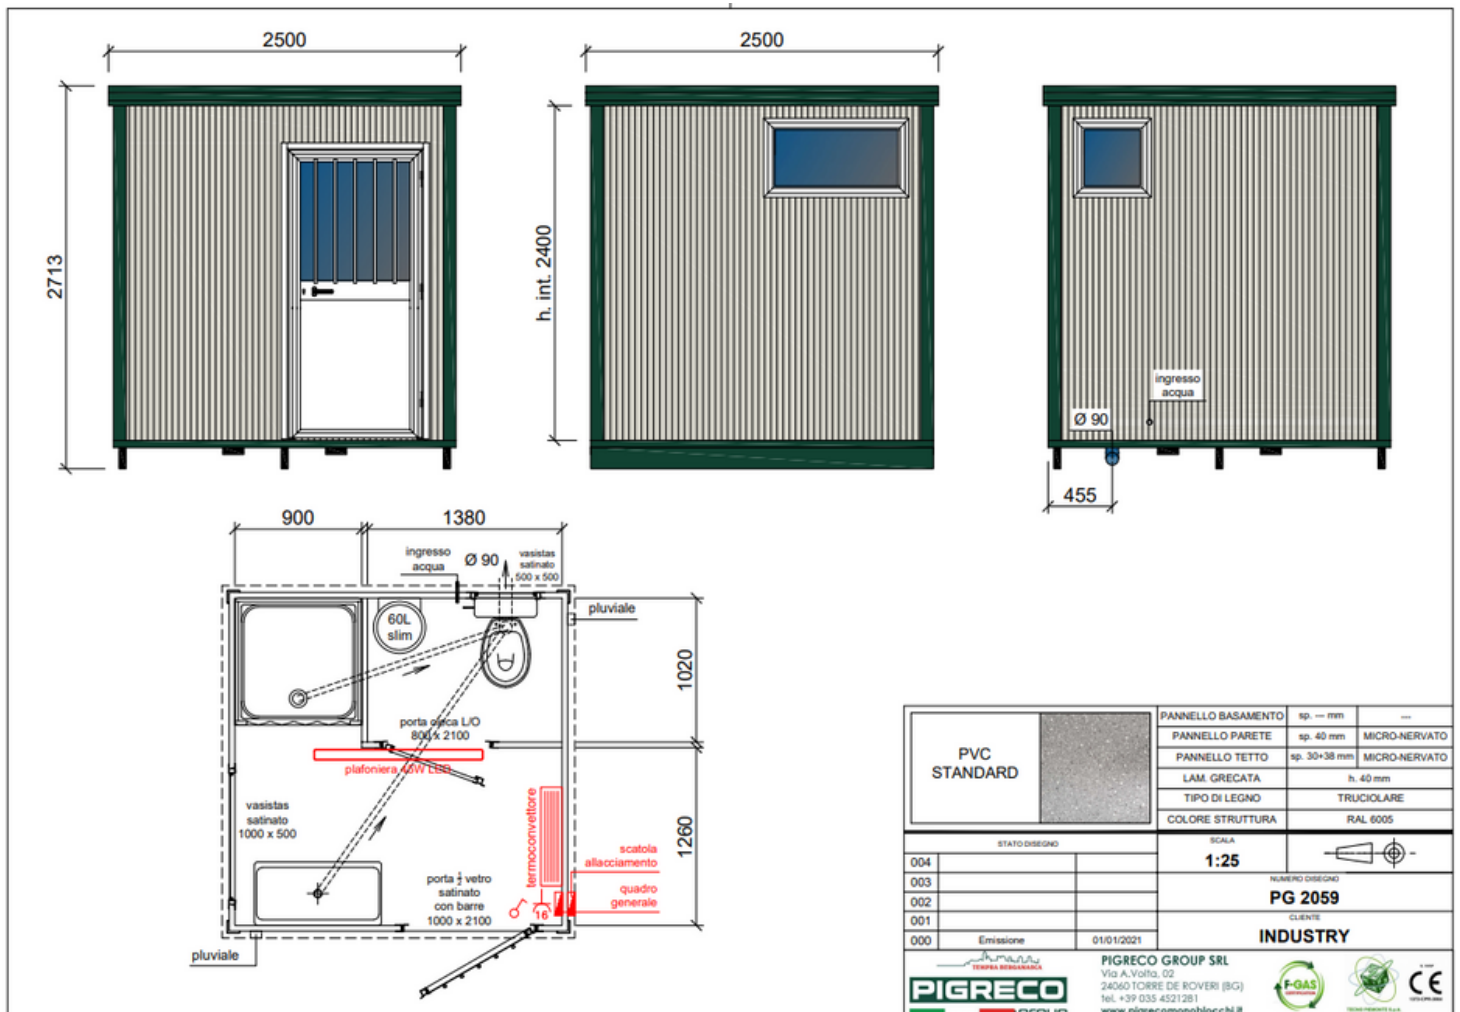 2500
2500
2713
h. int. 2400
ingresso
acqua
Ø 90
455
900
1380
ingresso
acqua
Ø 90
vasistas
satinato
500 x 500
60L
slim
pluviale
1020
porta cieca L/O
800 x 2100
plafoniera 48W LED
vasistas
satinato
1000 x 500
termoconvettore
1260
scatola
allacciamento
porta ½ vetro
satinato
con barre
1000 x 2100
16
quadro
generale
pluviale
PVC
STANDARD
PANNELLO BASAMENTO sp. --- mm ---
PANNELLO PARETE sp. 40 mm MICRO-NERVATO
PANNELLO TETTO sp. 30+38 mm MICRO-NERVATO
LAM. GRECATA h. 40 mm
TIPO DI LEGNO TRUCIOLARE
COLORE STRUTTURA RAL 6005
STATO DISEGNO
SCALA
1:25
004
003
002
001
000 Emissione 01/01/2021
NUMERO DISEGNO
PG 2059
CLIENTE
INDUSTRY
TEMPRA BERGAMASCA
PIGRECO
PIGRECO GROUP SRL
Via A.Volta, 02
24060 TORRE DE ROVERI (BG)
tel. +39 035 4521281
www.pigrecomonoblocchi.it
F-GAS
CE